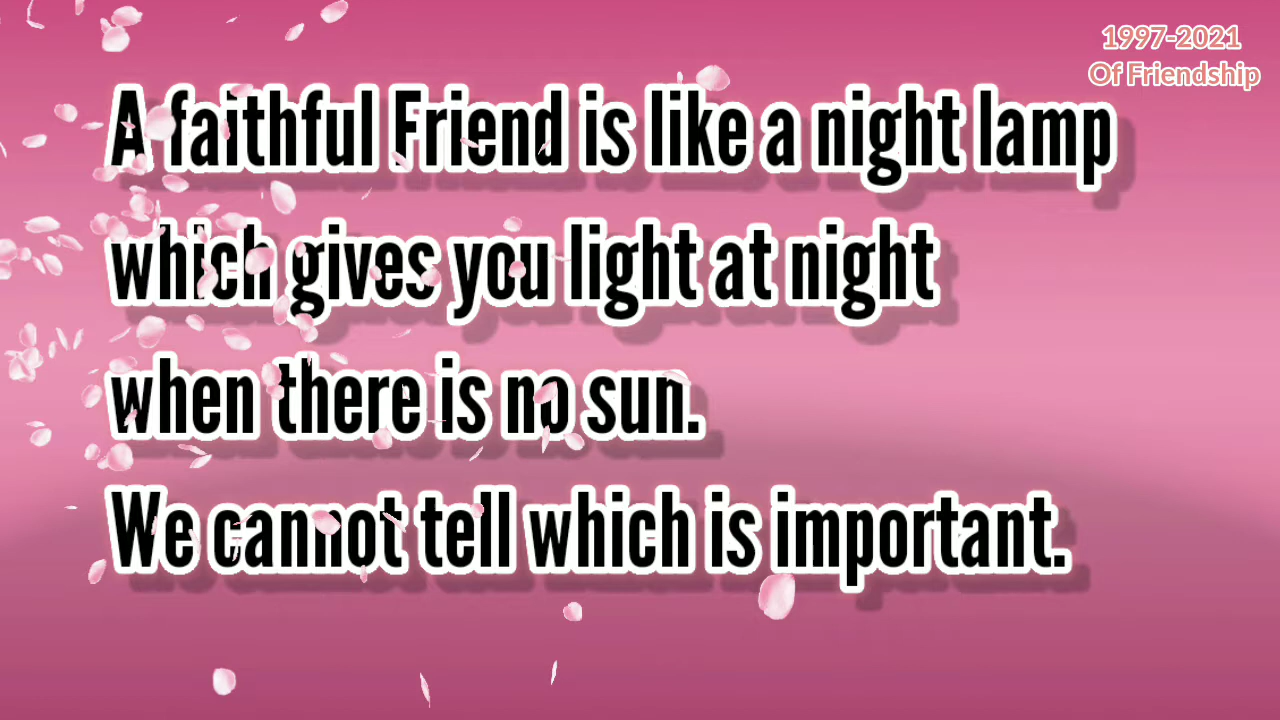 1997-2021
Of Friendship
A faithful Friend is like a night lamp
which gives you light at night
when there is no sun.
We cannot tell which is important.